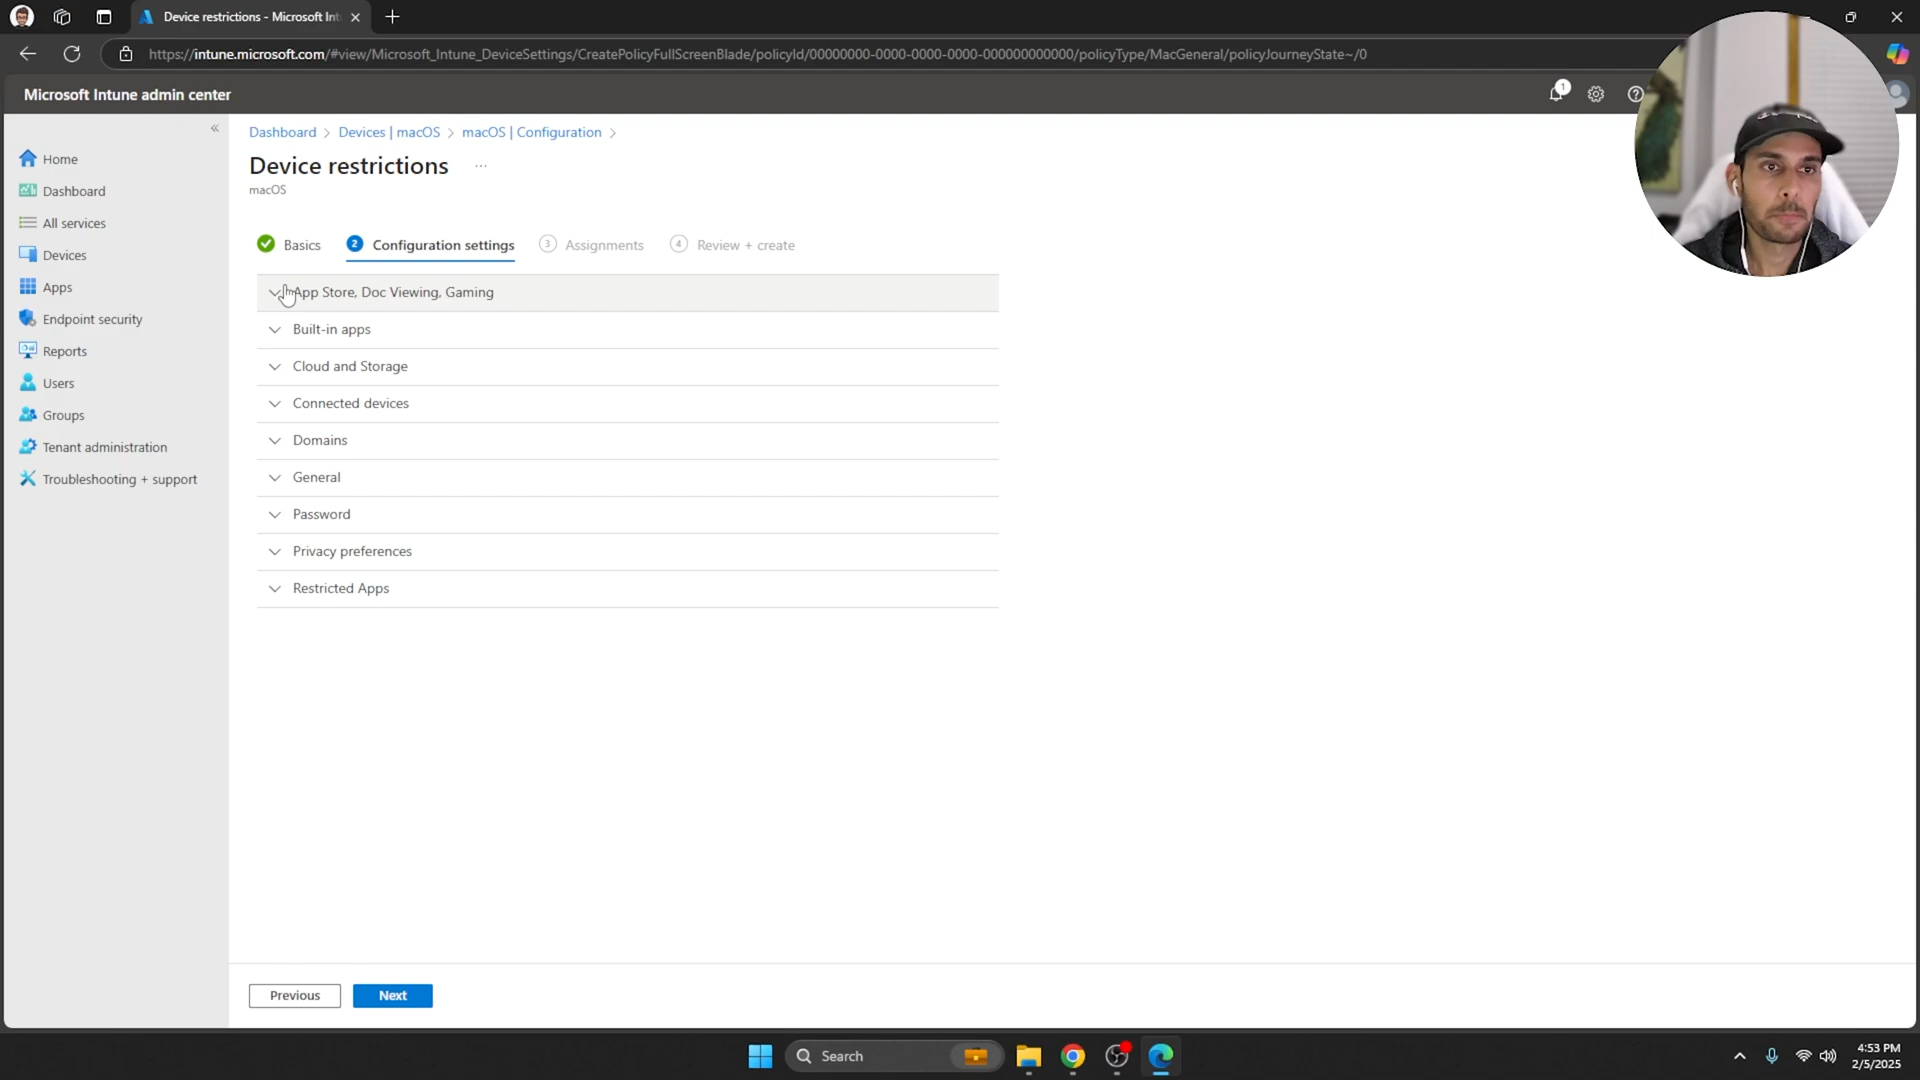 Device restrictions - Microsoft Int
https://intune.microsoft.com/#view/Microsoft_Intune_DeviceSettings/CreatePolicyFullScreenBlade/policyId/00000000-0000-0000-0000-000000000000/policyType/MacGeneral/policyJourneyState~/0
Microsoft Intune admin center
1
Home
Dashboard
All services
Devices
Apps
Endpoint security
Reports
Users
Groups
Tenant administration
Troubleshooting + support
Dashboard > Devices | macOS > macOS | Configuration >
Device restrictions ...
macOS
Basics 2 Configuration settings 3 Assignments 4 Review + create
App Store, Doc Viewing, Gaming
Built-in apps
Cloud and Storage
Connected devices
Domains
General
Password
Privacy preferences
Restricted Apps
Previous Next
Search
4:53 PM
2/5/2025